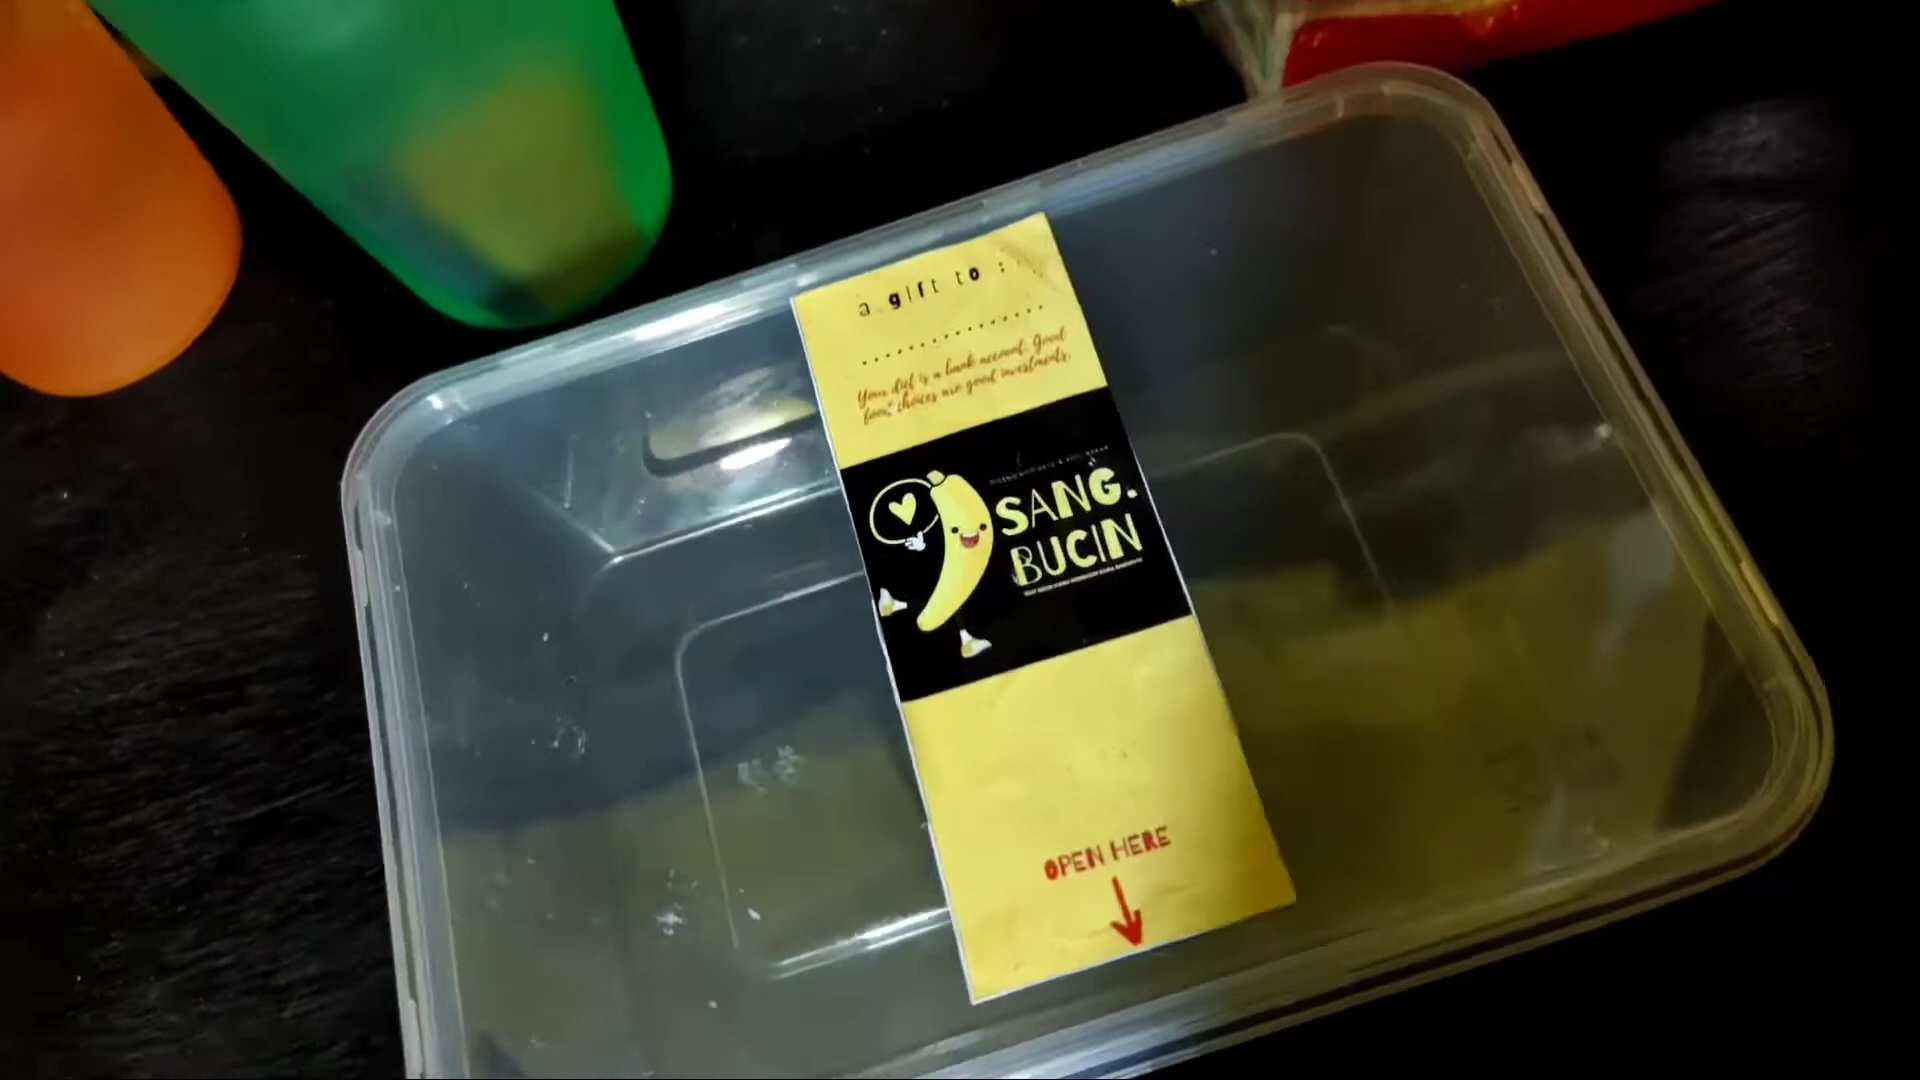 a gift to :
................
Your diet is a bank account. Good
food choices are good investments.
SANG.
BUCIN
OPEN HERE